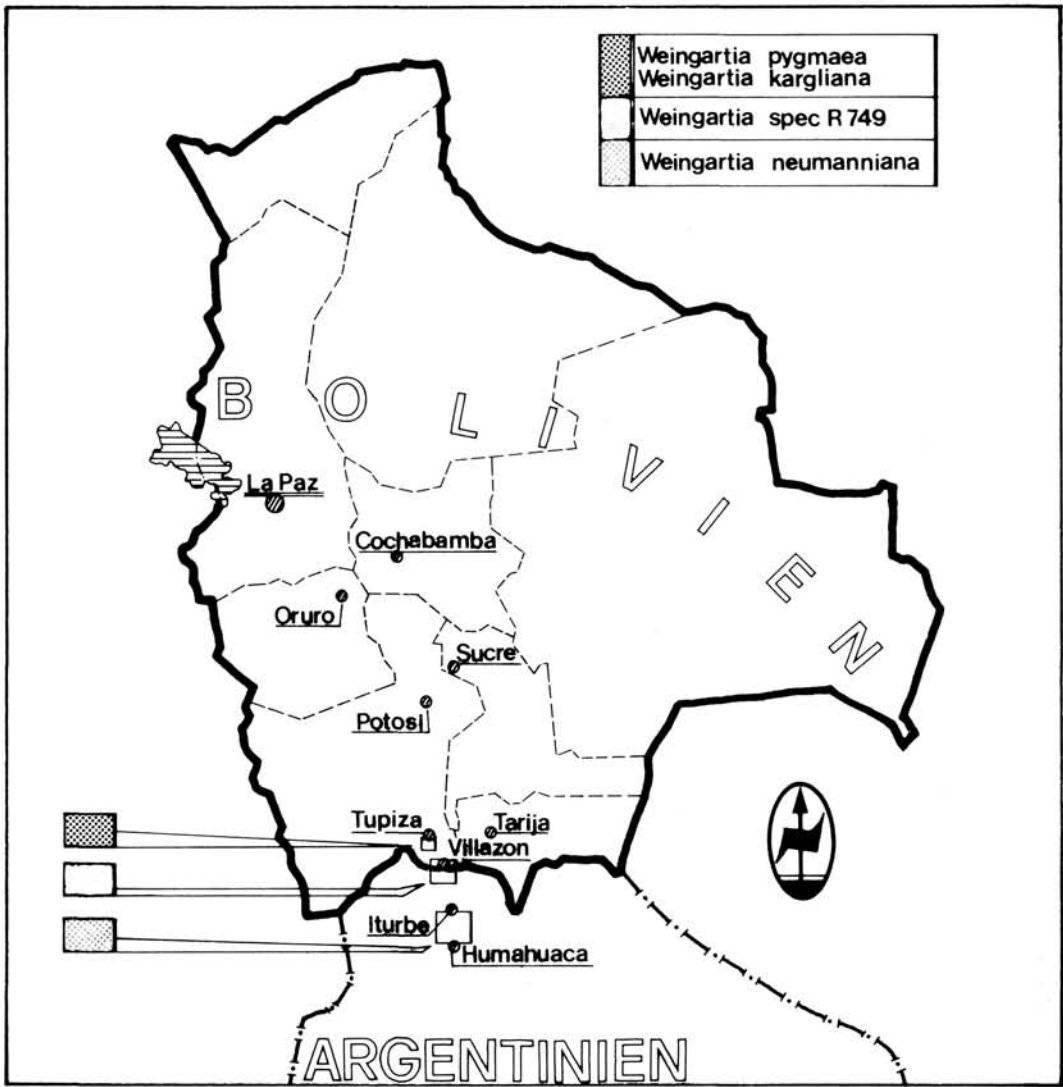 Weingartia pygmaea
Weingartia kargliana
Weingartia spec R 749
Weingartia neumanniana
BOLIVIEN
La Paz
Cochabamba
Oruro
Sucre
Potosi
Tupiza
Tarija
Villazon
Iturbe
Humahuaca
ARGENTINIEN